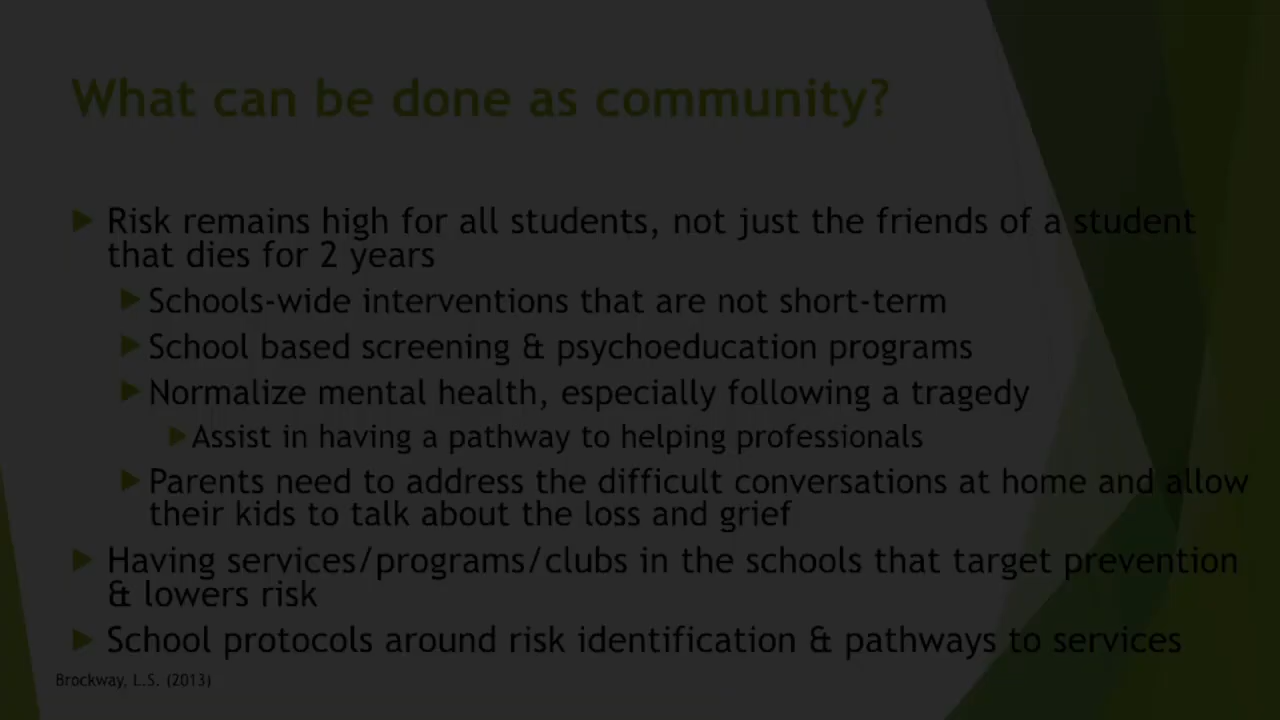 What can be done as community?
Risk remains high for all students, not just the friends of a student
that dies for 2 years
Schools-wide interventions that are not short-term
School based screening & psychoeducation programs
Normalize mental health, especially following a tragedy
Assist in having a pathway to helping professionals
Parents need to address the difficult conversations at home and allow
their kids to talk about the loss and grief
Having services/programs/clubs in the schools that target prevention
& lowers risk
School protocols around risk identification & pathways to services
Brockway, L.S. (2013)